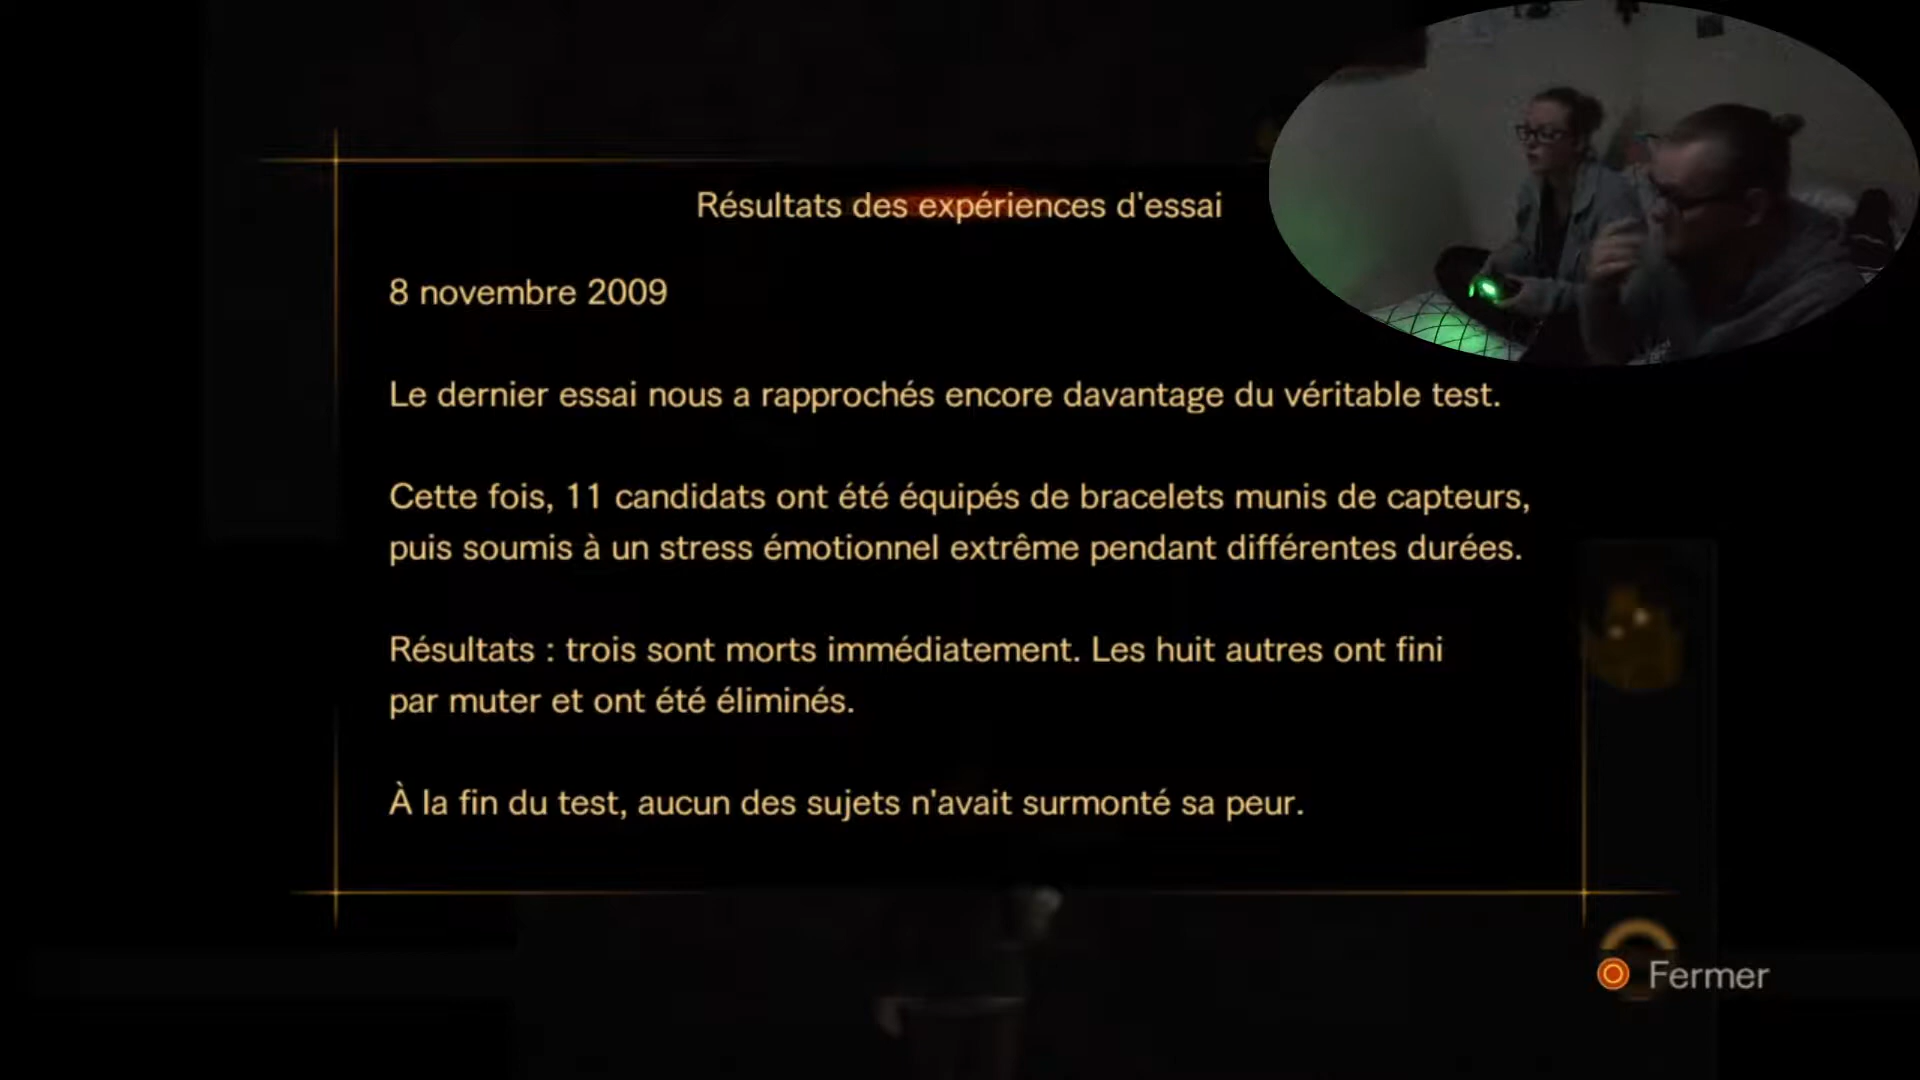 Résultats des expériences d'essai
8 novembre 2009
Le dernier essai nous a rapprochés encore davantage du véritable test.
Cette fois, 11 candidats ont été équipés de bracelets munis de capteurs,
puis soumis à un stress émotionnel extrême pendant différentes durées.
Résultats : trois sont morts immédiatement. Les huit autres ont fini
par muter et ont été éliminés.
À la fin du test, aucun des sujets n'avait surmonté sa peur.
Fermer